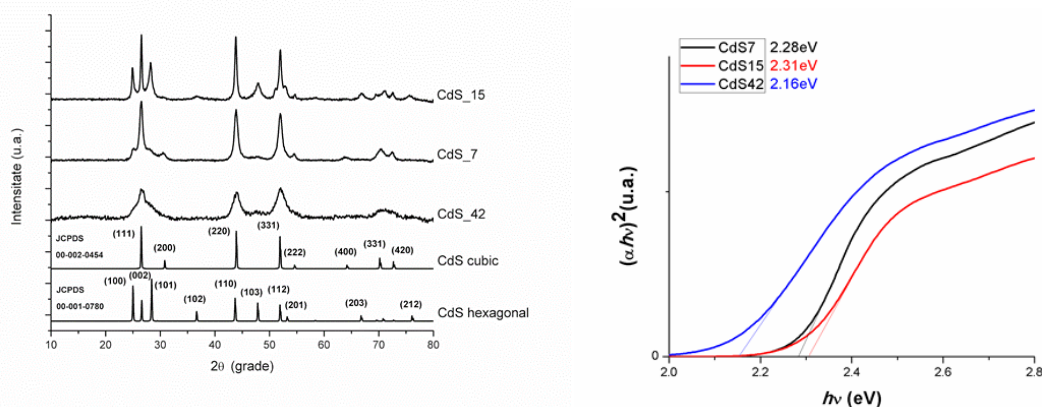 Intensitate (u.a.)
CdS_15
CdS_7
CdS_42
JCPDS
00-002-0454
(111)
(200)
(220)
(331)
(222)
(400)
(331)
(420)
CdS cubic
JCPDS
00-001-0780
(100)
(002)
(101)
(102)
(110)
(103)
(112)
(201)
(203)
(212)
CdS hexagonal
10 20 30 40 50 60 70 80
2θ (grade)
CdS7 2.28eV
CdS15 2.31eV
CdS42 2.16eV
(αhν)²(u.a.)
0
2.0 2.2 2.4 2.6 2.8
hν (eV)